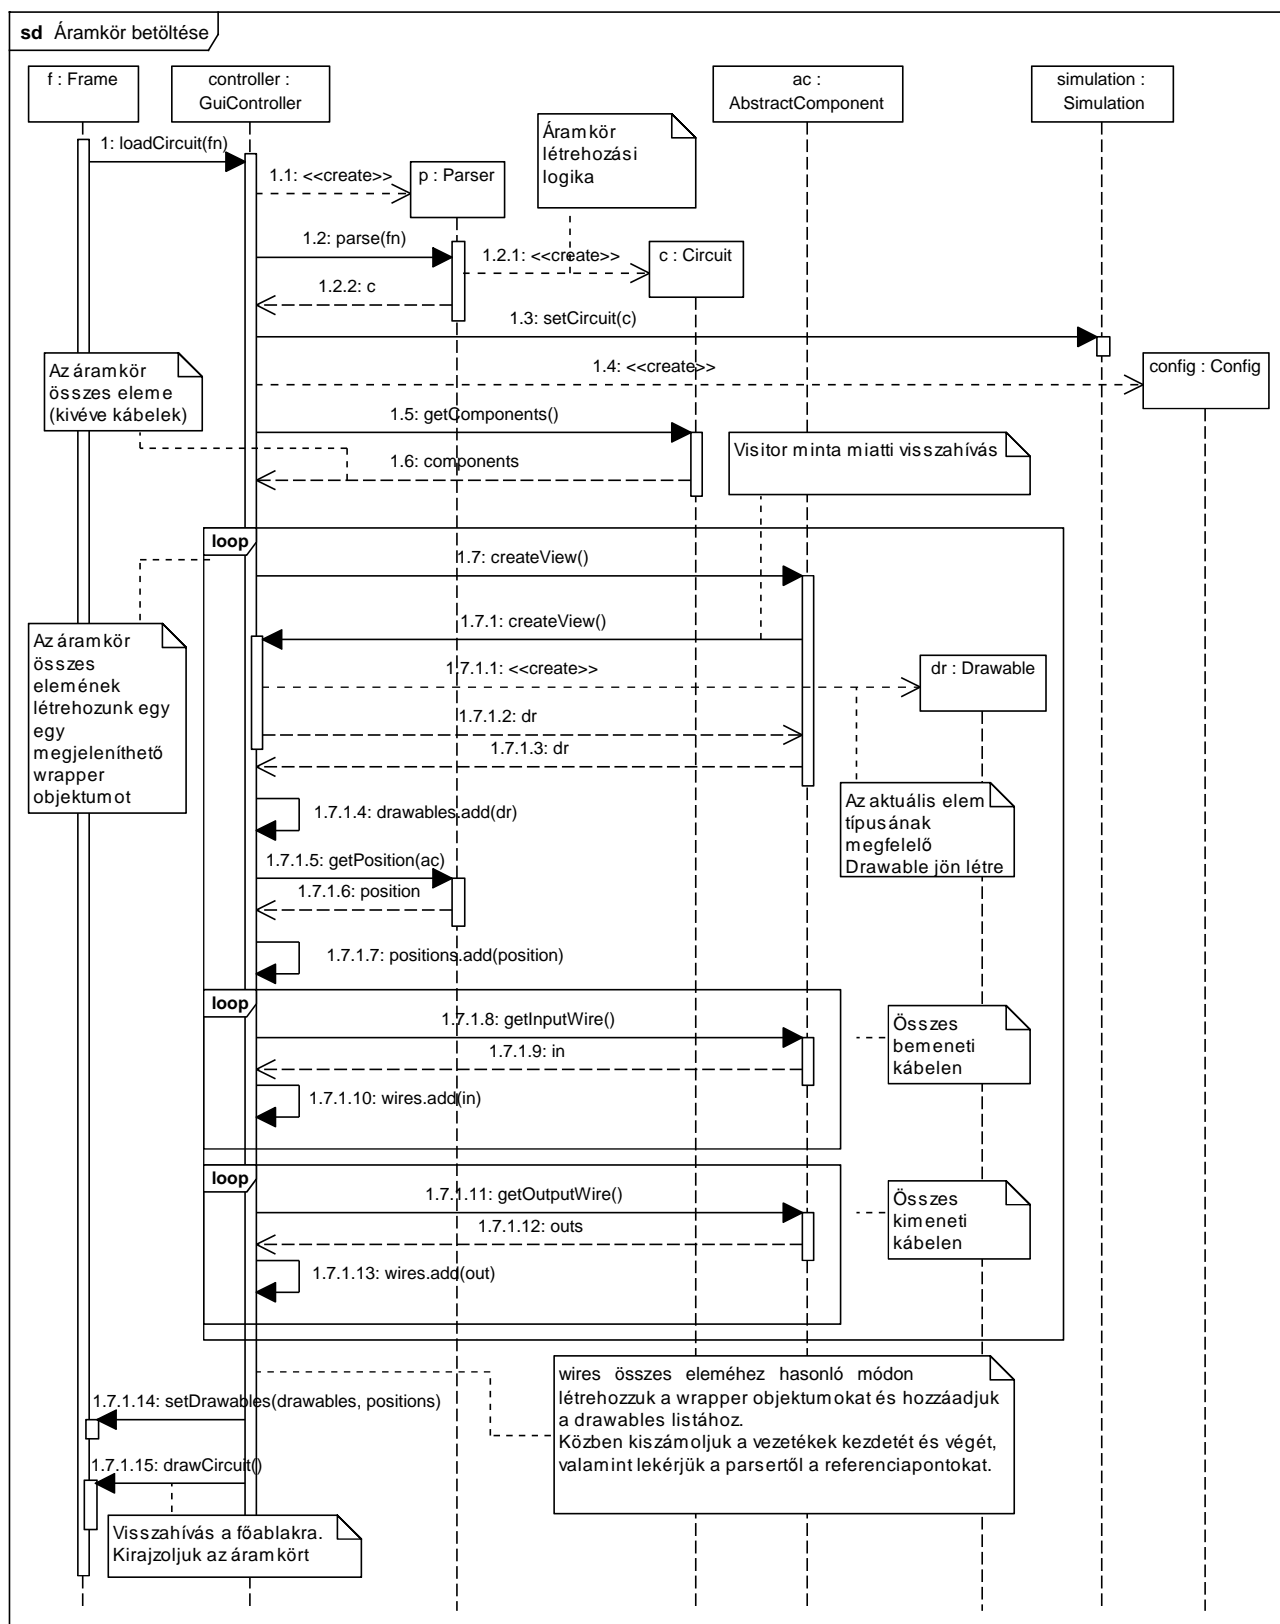 sd Áramkör betöltése
f : Frame
controller :
GuiController
ac :
AbstractComponent
simulation :
Simulation
1: loadCircuit(fn)
Áramkör
létrehozási
logika
1.1: <<create>>
p : Parser
1.2: parse(fn)
1.2.1: <<create>>
c : Circuit
1.2.2: c
1.3: setCircuit(c)
Az áramkör
összes eleme
(kivéve kábelek)
1.4: <<create>>
config : Config
1.5: getComponents()
Visitor minta miatti visszahívás
1.6: components
loop
1.7: createView()
1.7.1: createView()
Az áramkör
összes
elemének
létrehozunk egy
egy
megjeleníthető
wrapper
objektumot
1.7.1.1: <<create>>
dr : Drawable
1.7.1.2: dr
1.7.1.3: dr
Az aktuális elem
típusának
megfelelő
Drawable jön létre
1.7.1.4: drawables.add(dr)
1.7.1.5: getPosition(ac)
1.7.1.6: position
1.7.1.7: positions.add(position)
loop
1.7.1.8: getInputWire()
Összes
bemeneti
kábelen
1.7.1.9: in
1.7.1.10: wires.add(in)
loop
1.7.1.11: getOutputWire()
Összes
kimeneti
kábelen
1.7.1.12: outs
1.7.1.13: wires.add(out)
wires összes eleméhez hasonló módon
létrehozzuk a wrapper objektumokat és hozzáadjuk
a drawables listához.
Közben kiszámoljuk a vezetékek kezdetét és végét,
valamint lekérjük a parsertől a referenciapontokat.
1.7.1.14: setDrawables(drawables, positions)
1.7.1.15: drawCircuit()
Visszahívás a főablakra.
Kirajzoljuk az áramkört